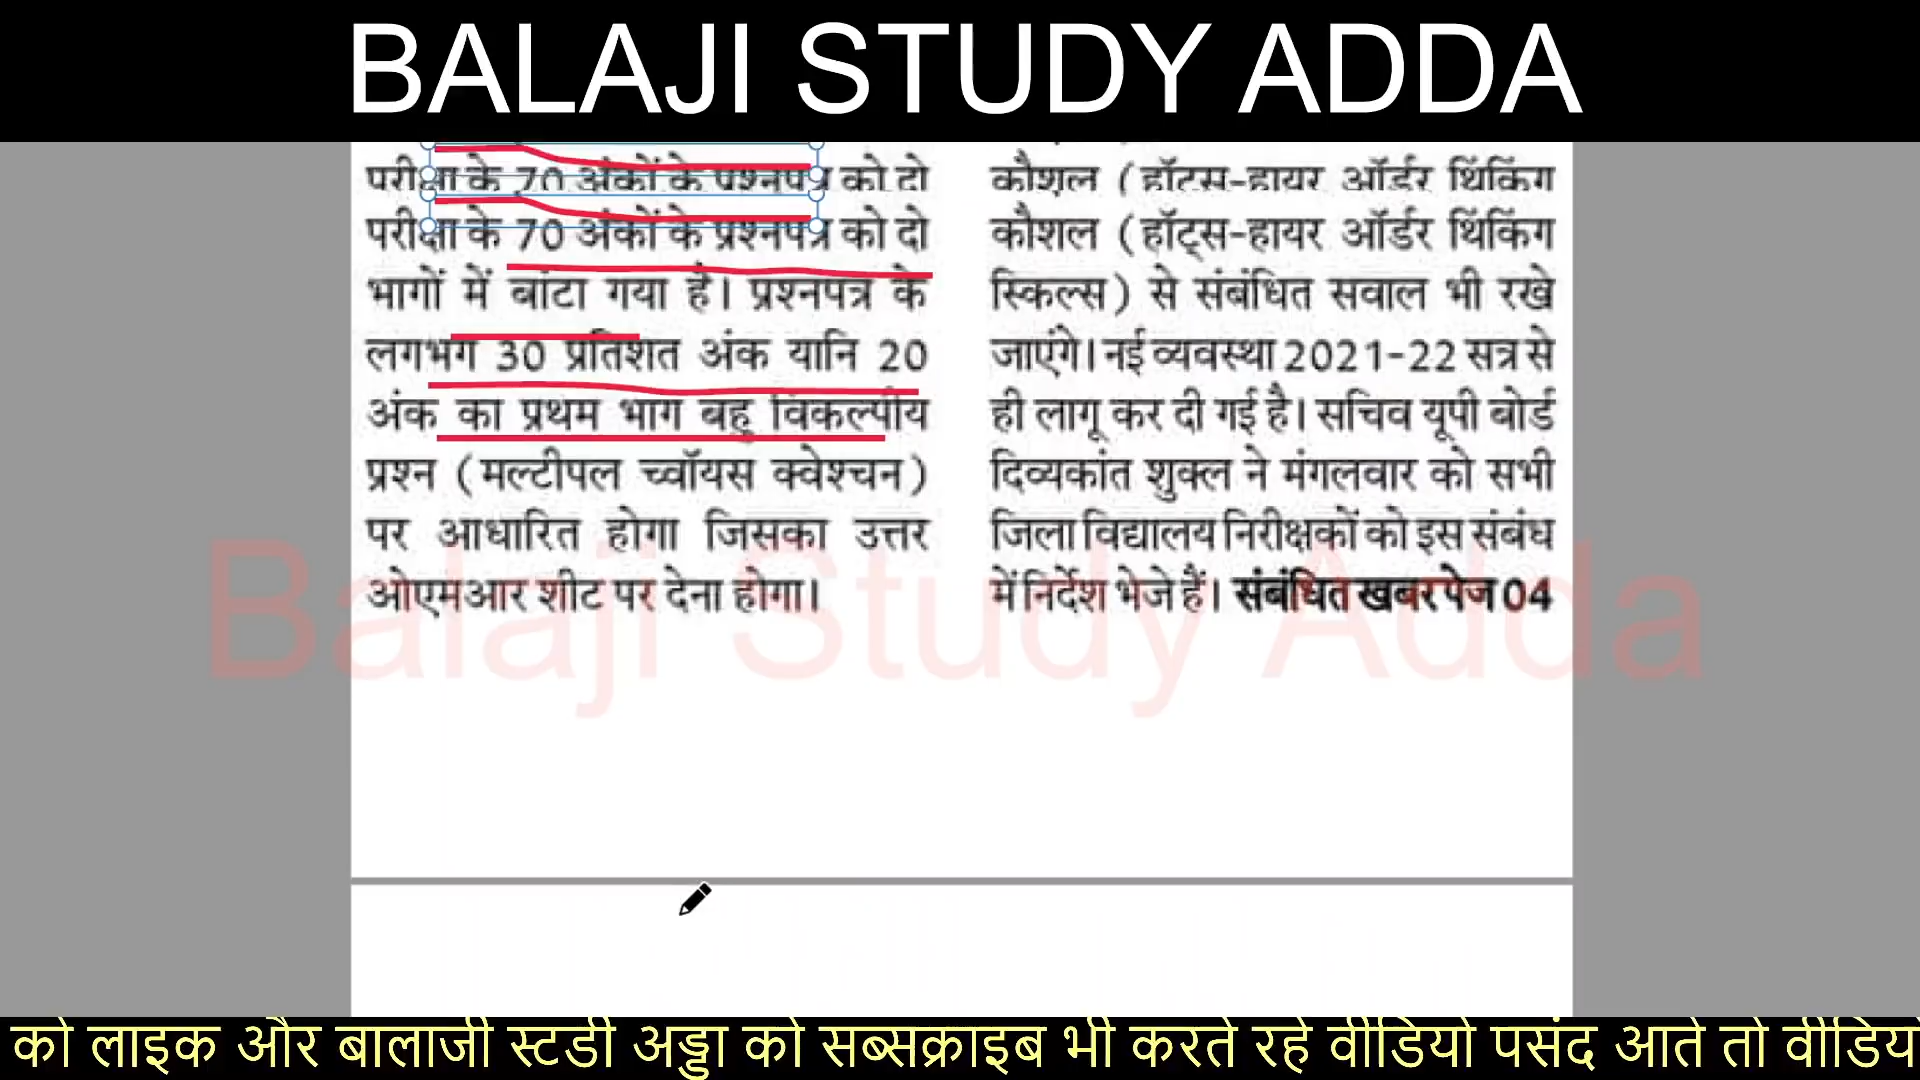 BALAJI STUDY ADDA
परीक्षा के 70 अंकों के प्रश्नपत्र को दो
परीक्षा के 70 अंकों के प्रश्नपत्र को दो
भागों में बांटा गया है। प्रश्नपत्र के
लगभग 30 प्रतिशत अंक यानि 20
अंक का प्रथम भाग बहु विकल्पीय
प्रश्न (मल्टीपल च्वॉयस क्वेश्चन)
पर आधारित होगा जिसका उत्तर
ओएमआर शीट पर देना होगा।
कौशल (हॉट्स-हायर ऑर्डर थिंकिंग
कौशल (हॉट्स-हायर ऑर्डर थिंकिंग
स्किल्स) से संबंधित सवाल भी रखे
जाएंगे। नई व्यवस्था 2021-22 सत्र से
ही लागू कर दी गई है। सचिव यूपी बोर्ड
दिव्यकांत शुक्ल ने मंगलवार को सभी
जिला विद्यालय निरीक्षकों को इस संबंध
में निर्देश भेजे हैं। संबंधित खबर पेज 04
Balaji Study Adda
को लाइक और बालाजी स्टडी अड्डा को सब्सक्राइब भी करते रहे वीडियो पसंद आते तो वीडिय